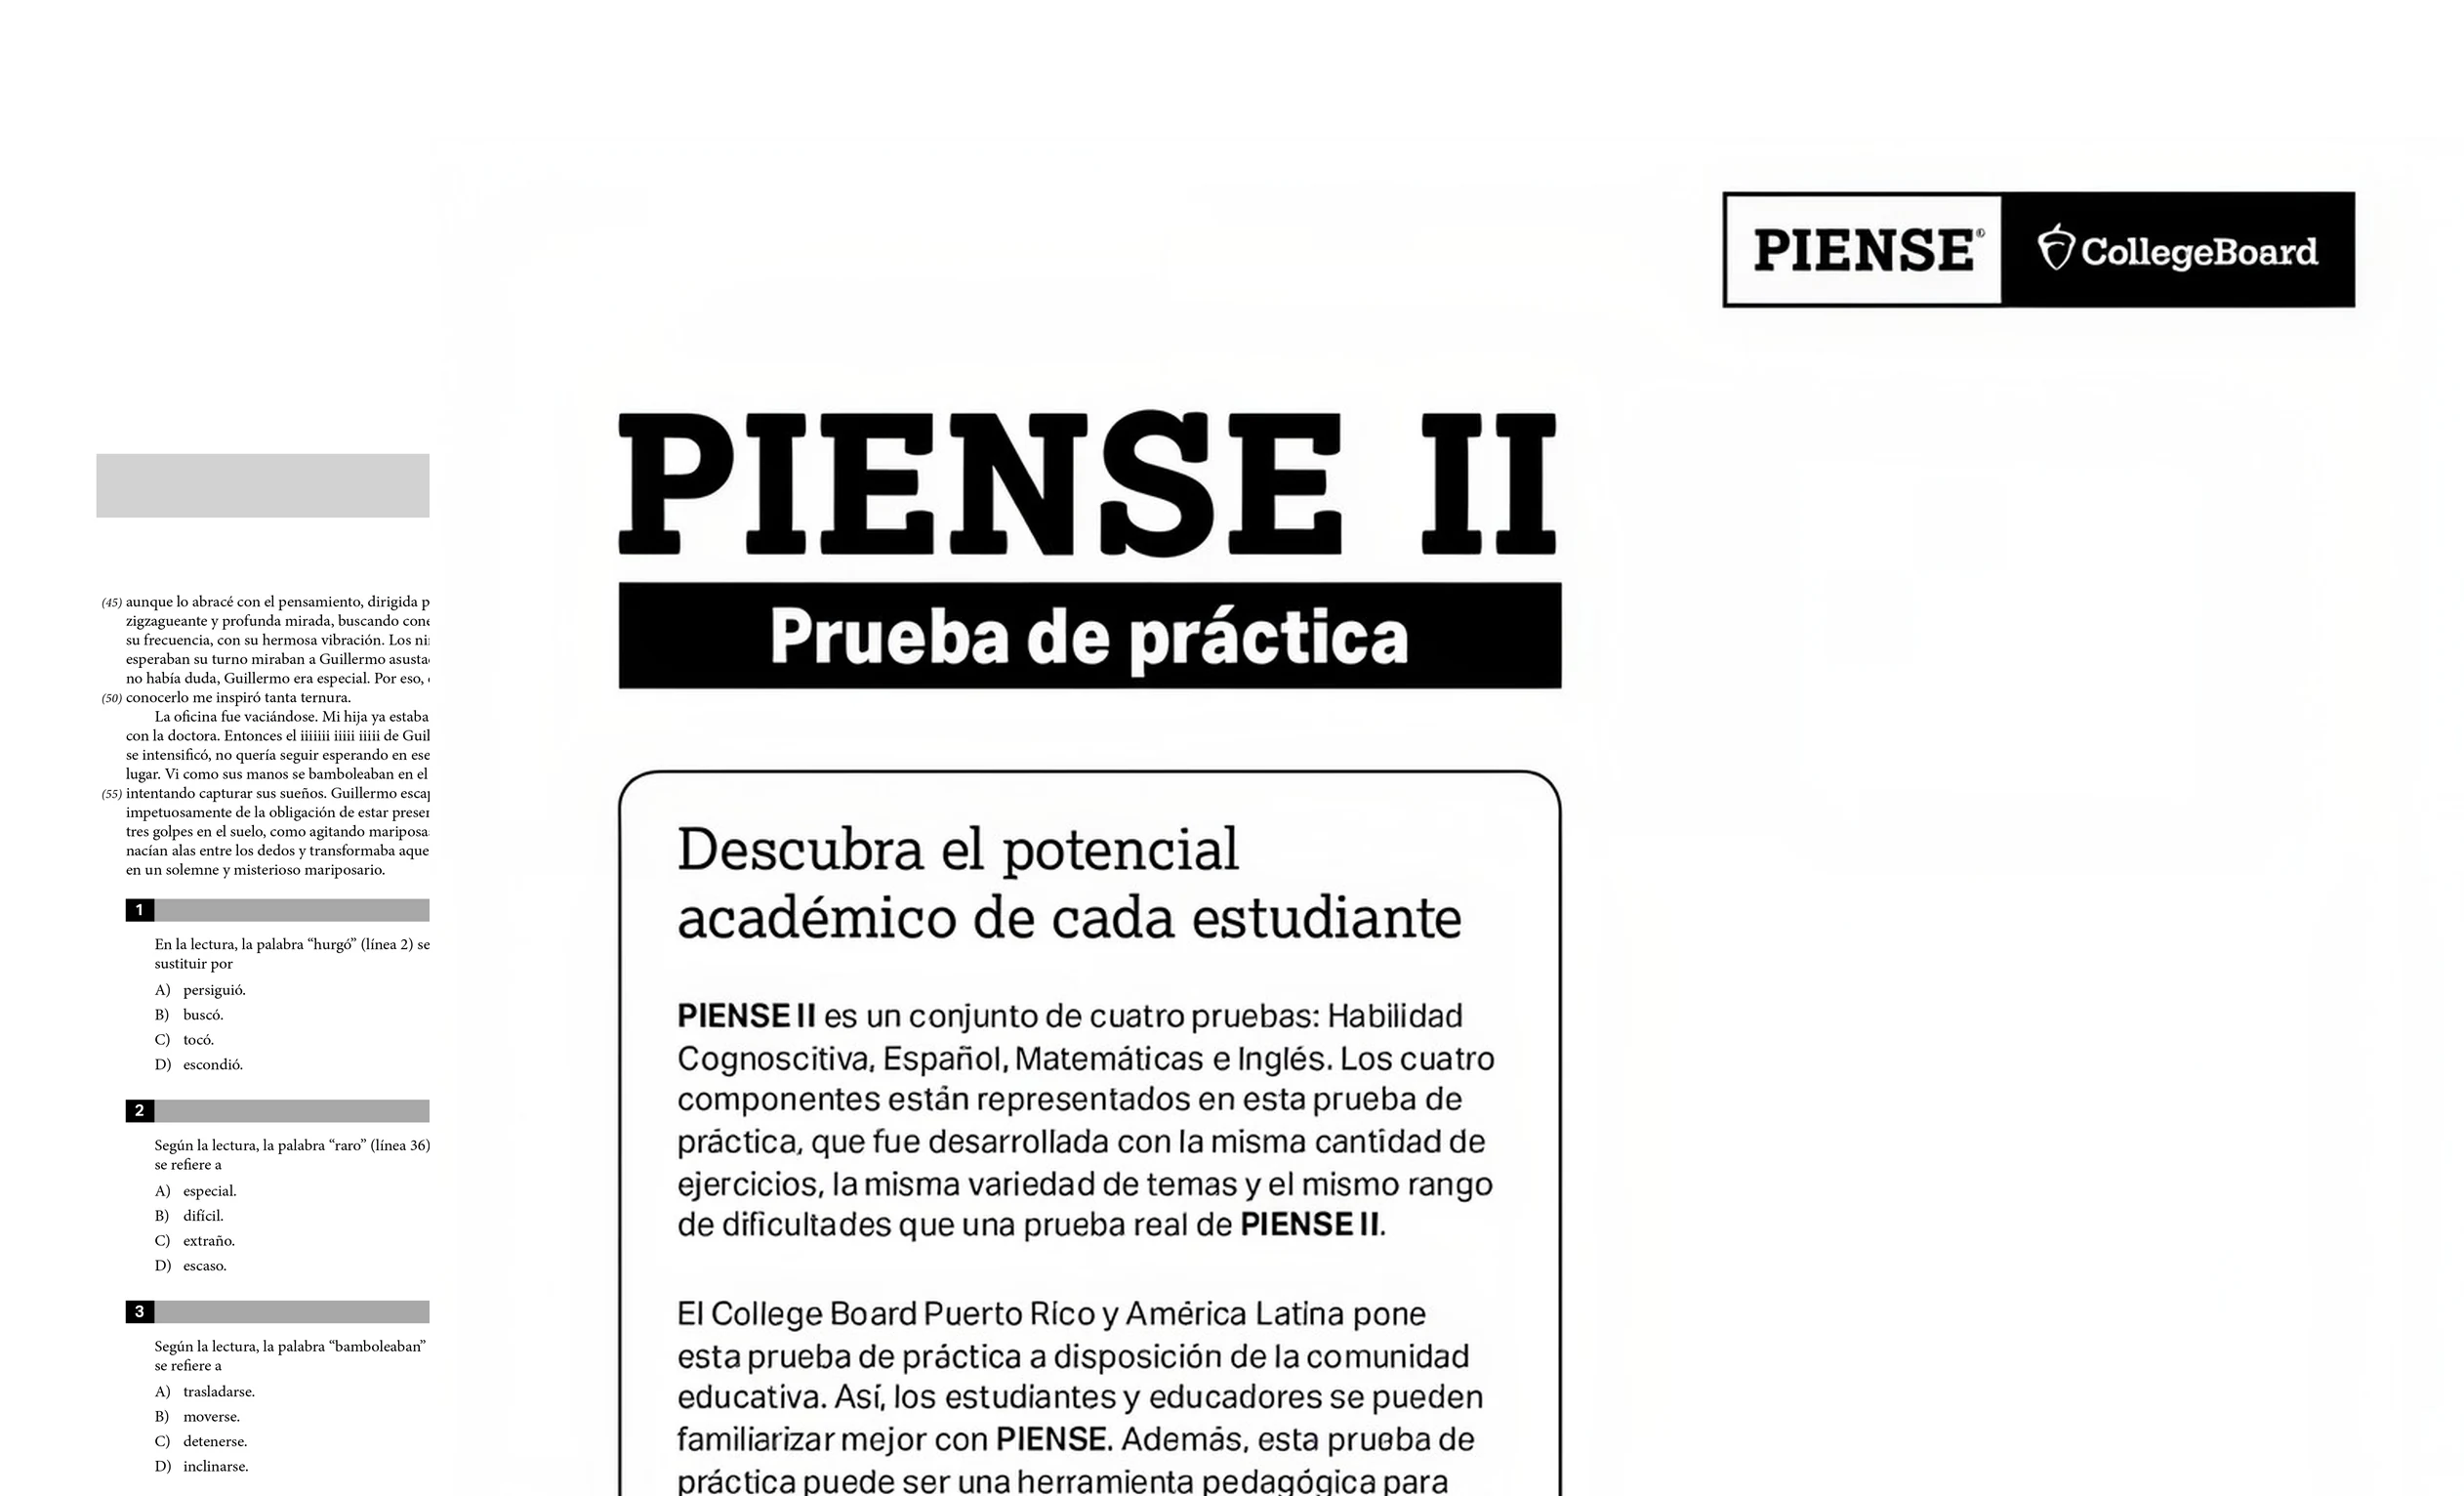 PIENSE® CollegeBoard
PIENSE II
Prueba de práctica
Descubra el potencial
académico de cada estudiante
PIENSE II es un conjunto de cuatro pruebas: Habilidad
Cognoscitiva, Español, Matemáticas e Inglés. Los cuatro
componentes están representados en esta prueba de
práctica, que fue desarrollada con la misma cantidad de
ejercicios, la misma variedad de temas y el mismo rango
de dificultades que una prueba real de PIENSE II.
El College Board Puerto Rico y América Latina pone
esta prueba de práctica a disposición de la comunidad
educativa. Así, los estudiantes y educadores se pueden
familiarizar mejor con PIENSE. Además, esta prueba de
práctica puede ser una herramienta pedagógica para
(45) aunque lo abracé con el pensamiento, dirigida
zigzagueante y profunda mirada, buscando
su frecuencia, con su hermosa vibración. Los
esperaban su turno miraban a Guillermo
no había duda, Guillermo era especial. Por eso,
(50) conocerlo me inspiró tanta ternura.
La oficina fue vaciándose. Mi hija ya estaba
con la doctora. Entonces el iiiiiii iiiii iiiii de
se intensificó, no quería seguir esperando en ese
lugar. Vi como sus manos se bamboleaban en el
(55) intentando capturar sus sueños. Guillermo
impetuosamente de la obligación de estar
tres golpes en el suelo, como agitando
nacían alas entre los dedos y transformaba
en un solemne y misterioso mariposario.
1
En la lectura, la palabra “hurgó” (línea 2) se
sustituir por
A) persiguió.
B) buscó.
C) tocó.
D) escondió.
2
Según la lectura, la palabra “raro” (línea 36)
se refiere a
A) especial.
B) difícil.
C) extraño.
D) escaso.
3
Según la lectura, la palabra “bamboleaban”
se refiere a
A) trasladarse.
B) moverse.
C) detenerse.
D) inclinarse.